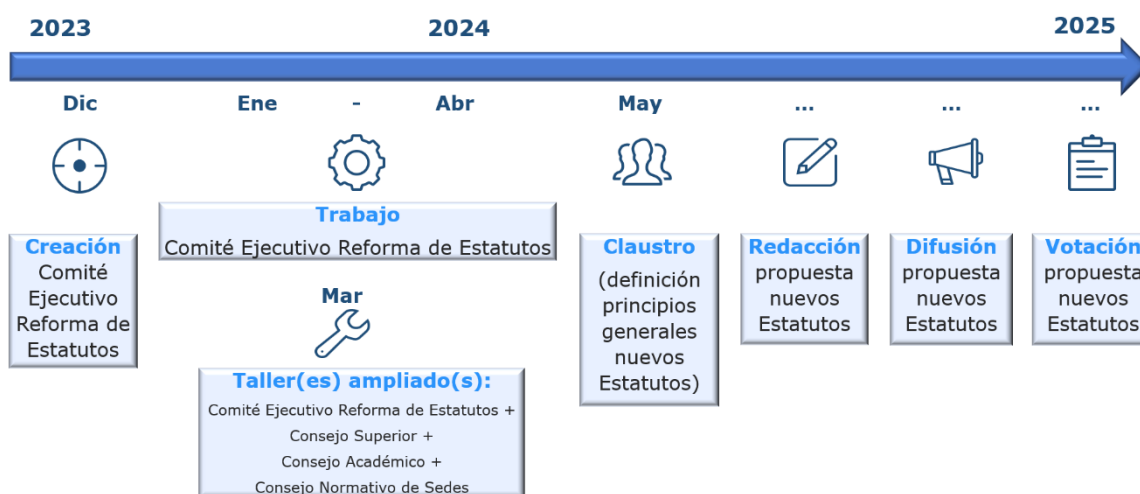 2023
2024
2025
Dic
Ene
-
Abr
May
...
...
...
Creación
Comité
Ejecutivo
Reforma de
Estatutos
Trabajo
Comité Ejecutivo Reforma de Estatutos
Mar
Taller(es) ampliado(s):
Comité Ejecutivo Reforma de Estatutos +
Consejo Superior +
Consejo Académico +
Consejo Normativo de Sedes
Claustro
(definición
principios
generales
nuevos
Estatutos)
Redacción
propuesta
nuevos
Estatutos
Difusión
propuesta
nuevos
Estatutos
Votación
propuesta
nuevos
Estatutos